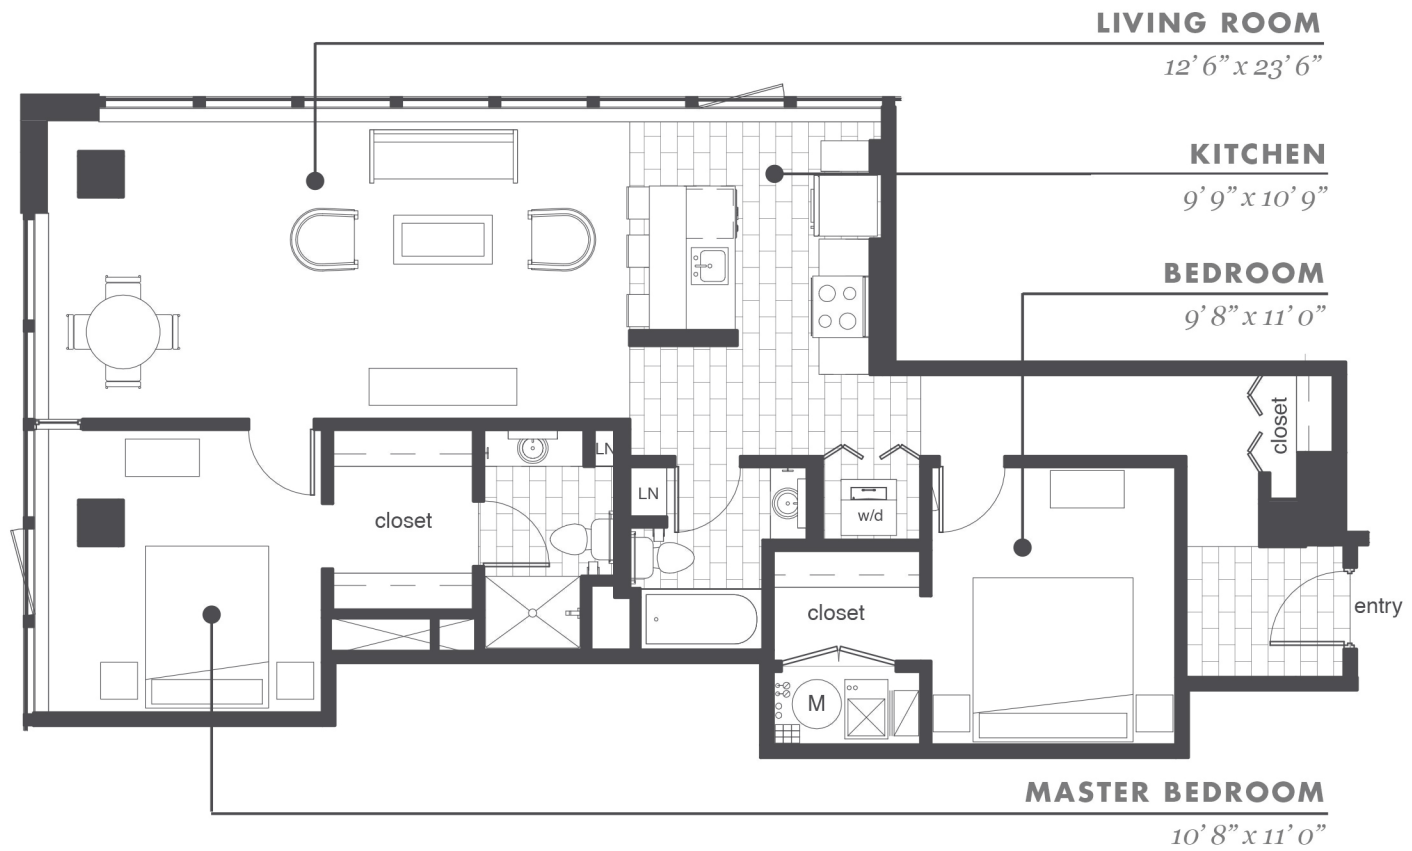 LIVING ROOM
12’ 6” x 23’ 6”
KITCHEN
9’ 9” x 10’ 9”
BEDROOM
9’ 8” x 11’ 0”
closet
LN
LN
closet
w/d
closet
entry
M
MASTER BEDROOM
10’ 8” x 11’ 0”